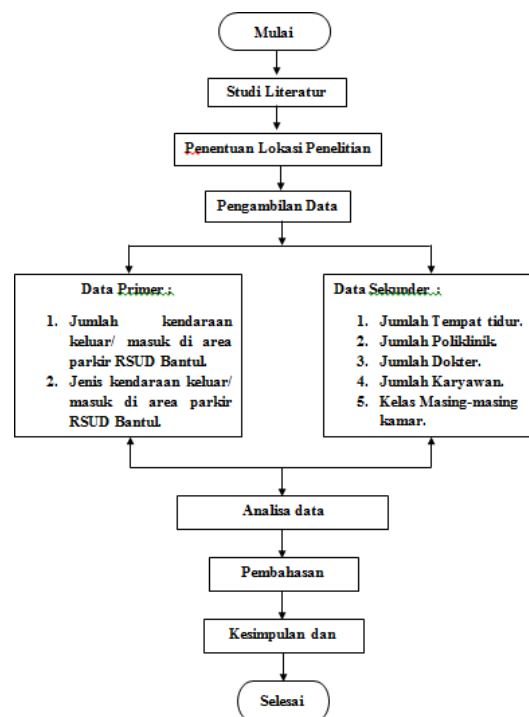 Mulai
Studi Literatur
Penentuan Lokasi Penelitian
Pengambilan Data
Data Primer :
1. Jumlah kendaraan
keluar/ masuk di area
parkir RSUD Bantul.
2. Jenis kendaraan keluar/
masuk di area parkir
RSUD Bantul.
Data Sekunder :
1. Jumlah Tempat tidur.
2. Jumlah Poliklinik.
3. Jumlah Dokter.
4. Jumlah Karyawan.
5. Kelas Masing-masing
kamar.
Analisa data
Pembahasan
Kesimpulan dan
Selesai